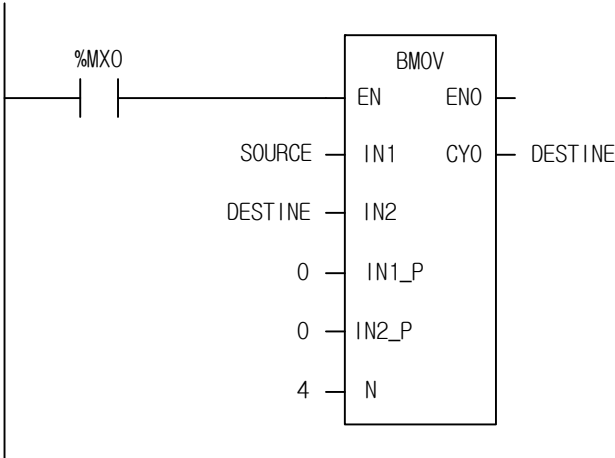 %MX0
BMOV
EN ENO
SOURCE IN1 CYO DESTINE
DESTINE IN2
0 IN1_P
0 IN2_P
4 N